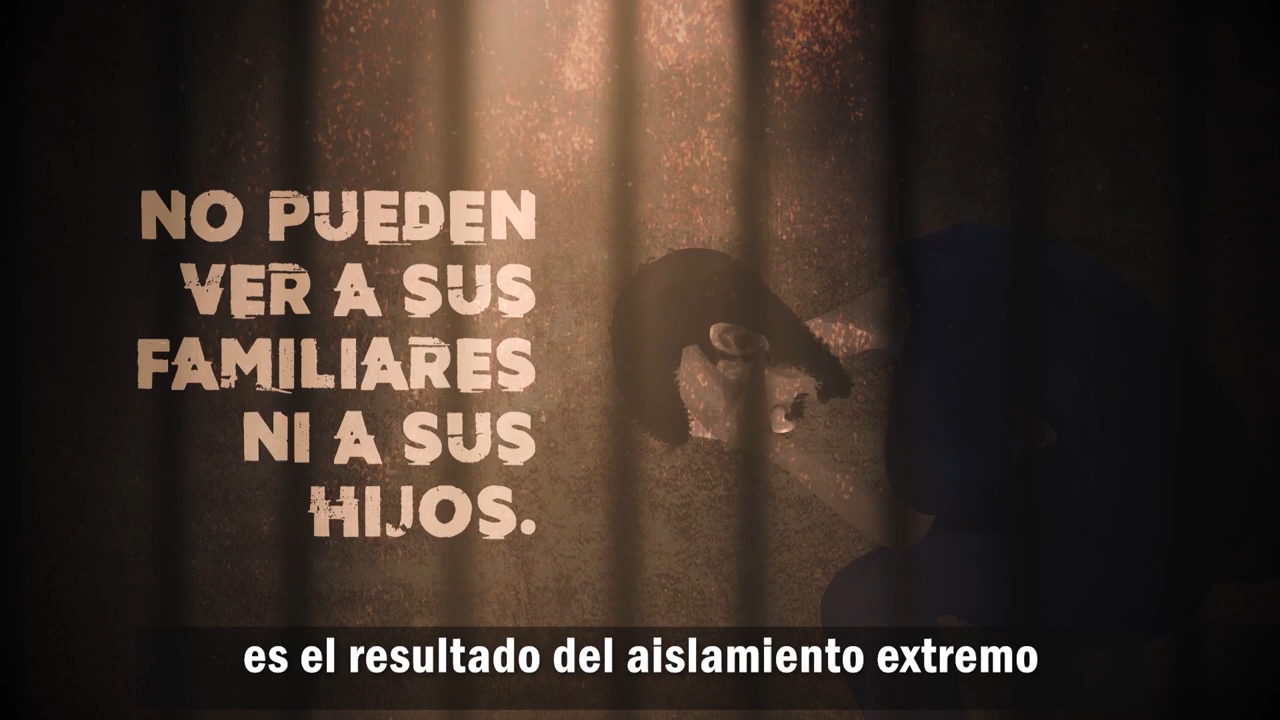 NO PUEDEN
VER A SUS
FAMILIARES
NI A SUS
HIJOS.
es el resultado del aislamiento extremo